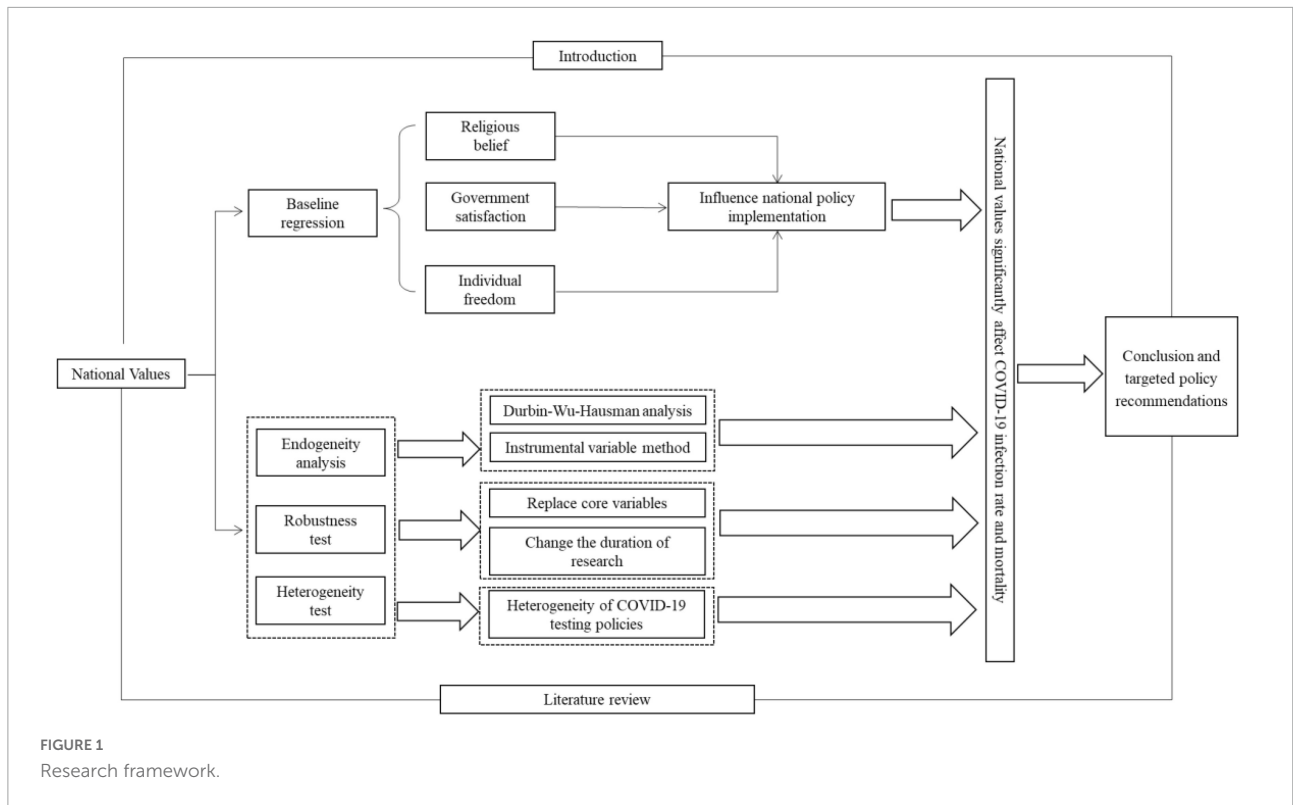 Introduction
Religious
belief
Baseline
regression
Government
satisfaction
Influence national policy
implementation
Individual
freedom
National values significantly affect COVID-19 infection rate and mortality
National Values
Conclusion and
targeted policy
recommendations
Endogeneity
analysis
Durbin-Wu-Hausman analysis
Instrumental variable method
Robustness
test
Replace core variables
Change the duration of
research
Heterogeneity
test
Heterogeneity of COVID-19
testing policies
Literature review
FIGURE 1
Research framework.